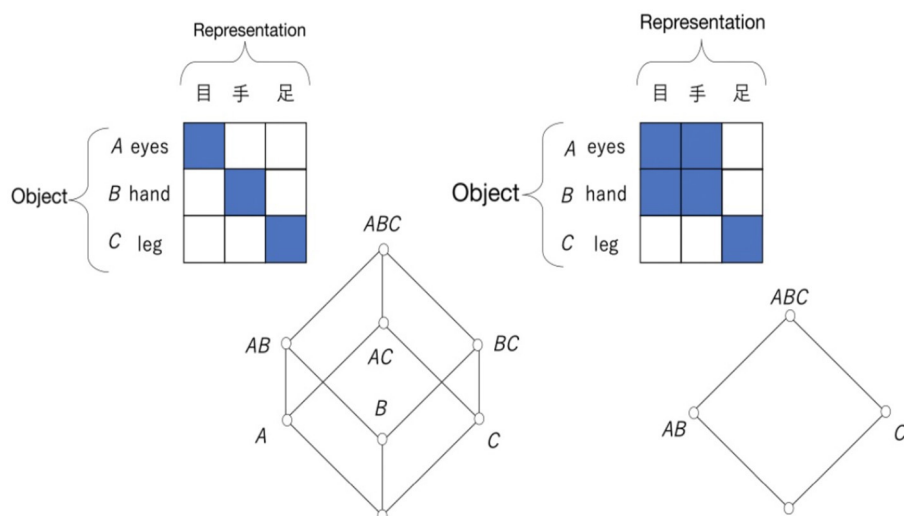 Representation
目 手 足
Object
A eyes
B hand
C leg
ABC
AB
AC
BC
A
B
C
Representation
目 手 足
Object
A eyes
B hand
C leg
ABC
AB
C